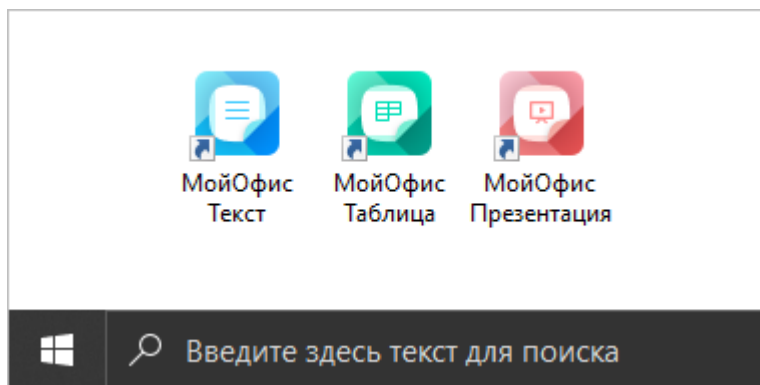 МойОфис МойОфис МойОфис
Текст Таблица Презентация
Введите здесь текст для поиска